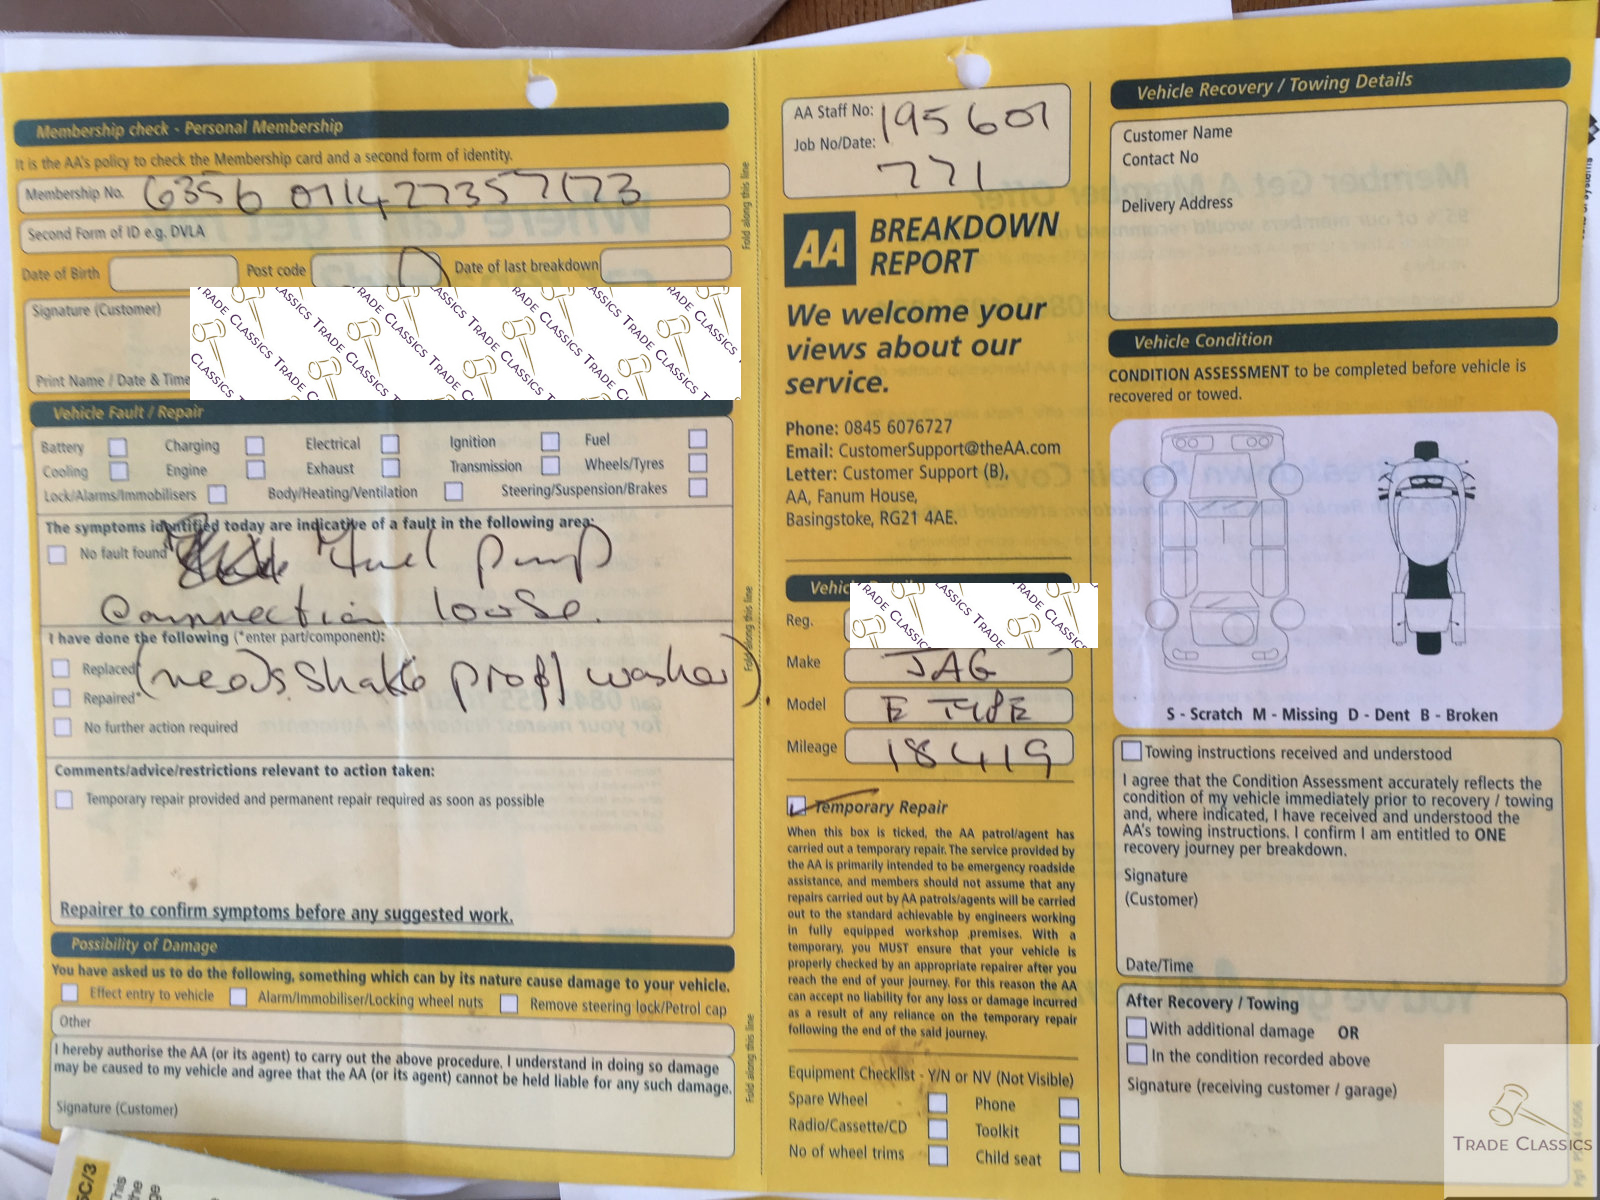 Membership check - Personal Membership
It is the AA's policy to check the Membership card and a second form of identity.
Membership No. 6356 0714 27357173
Second Form of ID e.g. DVLA
Date of Birth Post code Date of last breakdown
Signature (Customer)
Print Name / Date & Time
Vehicle Fault / Repair
Battery Charging Electrical Ignition Fuel
Cooling Engine Exhaust Transmission Wheels/Tyres
Lock/Alarms/Immobilisers Body/Heating/Ventilation Steering/Suspension/Brakes
The symptoms identified today are indicative of a fault in the following area:
No fault found fuel pump
connection loose.
I have done the following (*enter part/component):
Replaced* (needs shake proof washer).
Repaired*
No further action required
Comments/advice/restrictions relevant to action taken:
Temporary repair provided and permanent repair required as soon as possible
Repairer to confirm symptoms before any suggested work.
Possibility of Damage
You have asked us to do the following, something which can by its nature cause damage to your vehicle.
Effect entry to vehicle Alarm/Immobiliser/Locking wheel nuts Remove steering lock/Petrol cap
Other
I hereby authorise the AA (or its agent) to carry out the above procedure. I understand in doing so damage
may be caused to my vehicle and agree that the AA (or its agent) cannot be held liable for any such damage.
Signature (Customer)
Fold along this line
Fold along this line
Fold along this line
AA Staff No: 195601
Job No/Date: 771
AA BREAKDOWN
REPORT
We welcome your
views about our
service.
Phone: 0845 6076727
Email: CustomerSupport@theAA.com
Letter: Customer Support (B),
AA, Fanum House,
Basingstoke, RG21 4AE.
Reg.
Make JAG
Model E TYPE
Mileage 18419
Temporary Repair
When this box is ticked, the AA patrol/agent has
carried out a temporary repair. The service provided by
the AA is primarily intended to be emergency roadside
assistance, and members should not assume that any
repairs carried out by AA patrols/agents will be carried
out to the standard achievable by engineers working
in fully equipped workshop premises. With a
temporary, you MUST ensure that your vehicle is
properly checked by an appropriate repairer after you
reach the end of your journey. For this reason the AA
can accept no liability for any loss or damage incurred
as a result of any reliance on the temporary repair
following the end of the said journey.
Equipment Checklist - Y/N or NV (Not Visible)
Spare Wheel Phone
Radio/Cassette/CD Toolkit
No of wheel trims Child seat
Vehicle Recovery / Towing Details
Customer Name
Contact No
Delivery Address
Vehicle Condition
CONDITION ASSESSMENT to be completed before vehicle is
recovered or towed.
S - Scratch M - Missing D - Dent B - Broken
Towing instructions received and understood
I agree that the Condition Assessment accurately reflects the
condition of my vehicle immediately prior to recovery / towing
and, where indicated, I have received and understood the
AA's towing instructions. I confirm I am entitled to ONE
recovery journey per breakdown.
Signature
(Customer)
Date/Time
After Recovery / Towing
With additional damage OR
In the condition recorded above
Signature (receiving customer / garage)
TRADE CLASSICS